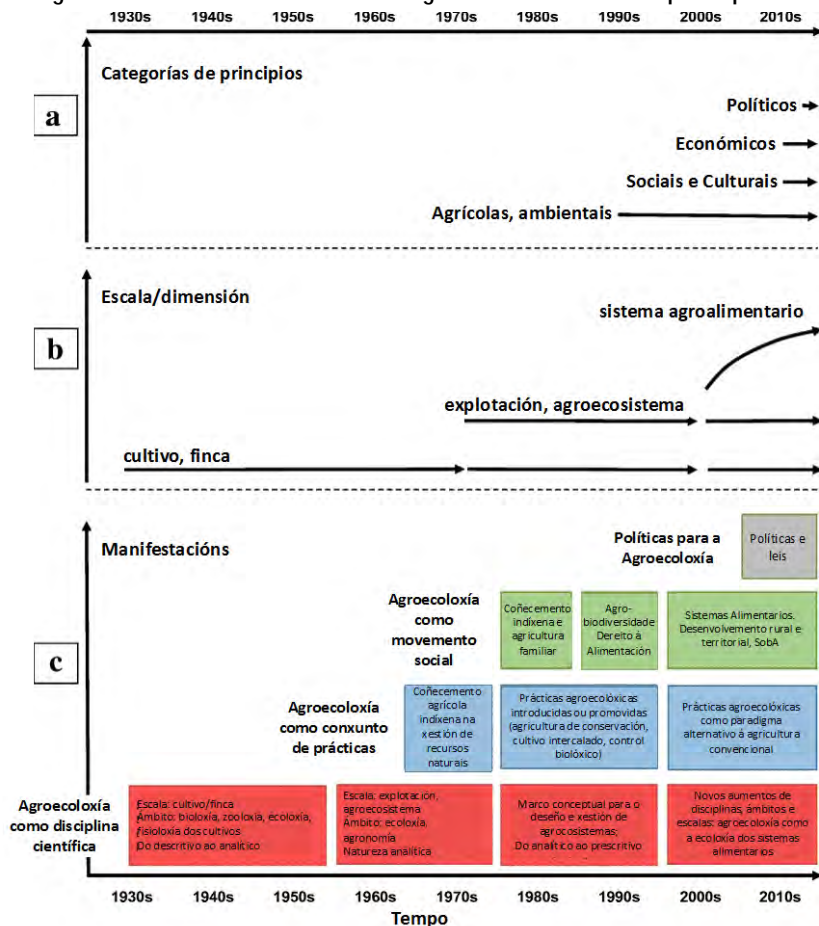 1930s 1940s 1950s 1960s 1970s 1980s 1990s 2000s 2010s
a
Categorías de principios
Políticos
Económicos
Sociais e Culturais
Agrícolas, ambientais
b
Escala/dimensión
sistema agroalimentario
explotación, agroecosistema
cultivo, finca
c
Manifestacións
Políticas para a
Agroecoloxía
Políticas e
leis
Agroecoloxía
como
movemento
social
Coñecemento
indíxena e
agricultura
familiar
Agro-
biodiversidade
Dereito á
Alimentación
Sistemas Alimentarios.
Desenvolvemento rural e
territorial, SobA
Agroecoloxía
como conxunto
de prácticas
Coñecemento
agrícola
indíxena na
xestión de
recursos
naturais
Prácticas agroecolóxicas
introducidas ou promovidas
(agricultura de conservación,
cultivo intercalado, control
biolóxico)
Prácticas agroecolóxicas
como paradigma
alternativo á agricultura
convencional
Agroecoloxía
como disciplina
científica
Escala: cultivo/finca
Ámbito: bioloxía, zooloxía, ecoloxía,
fisioloxía dos cultivos
Do descritivo ao analítico
Escala: explotación,
agroecosistema
Ámbito: ecoloxía,
agronomía
Natureza analítica
Marco conceptual para o
deseño e xestión de
agrocosistemas;
Do analítico ao prescritivo
Novos aumentos de
disciplinas, ámbitos e
escalas: agroecoloxía como
a ecoloxía dos sistemas
alimentarios
1930s 1940s 1950s 1960s 1970s 1980s 1990s 2000s 2010s
Tempo